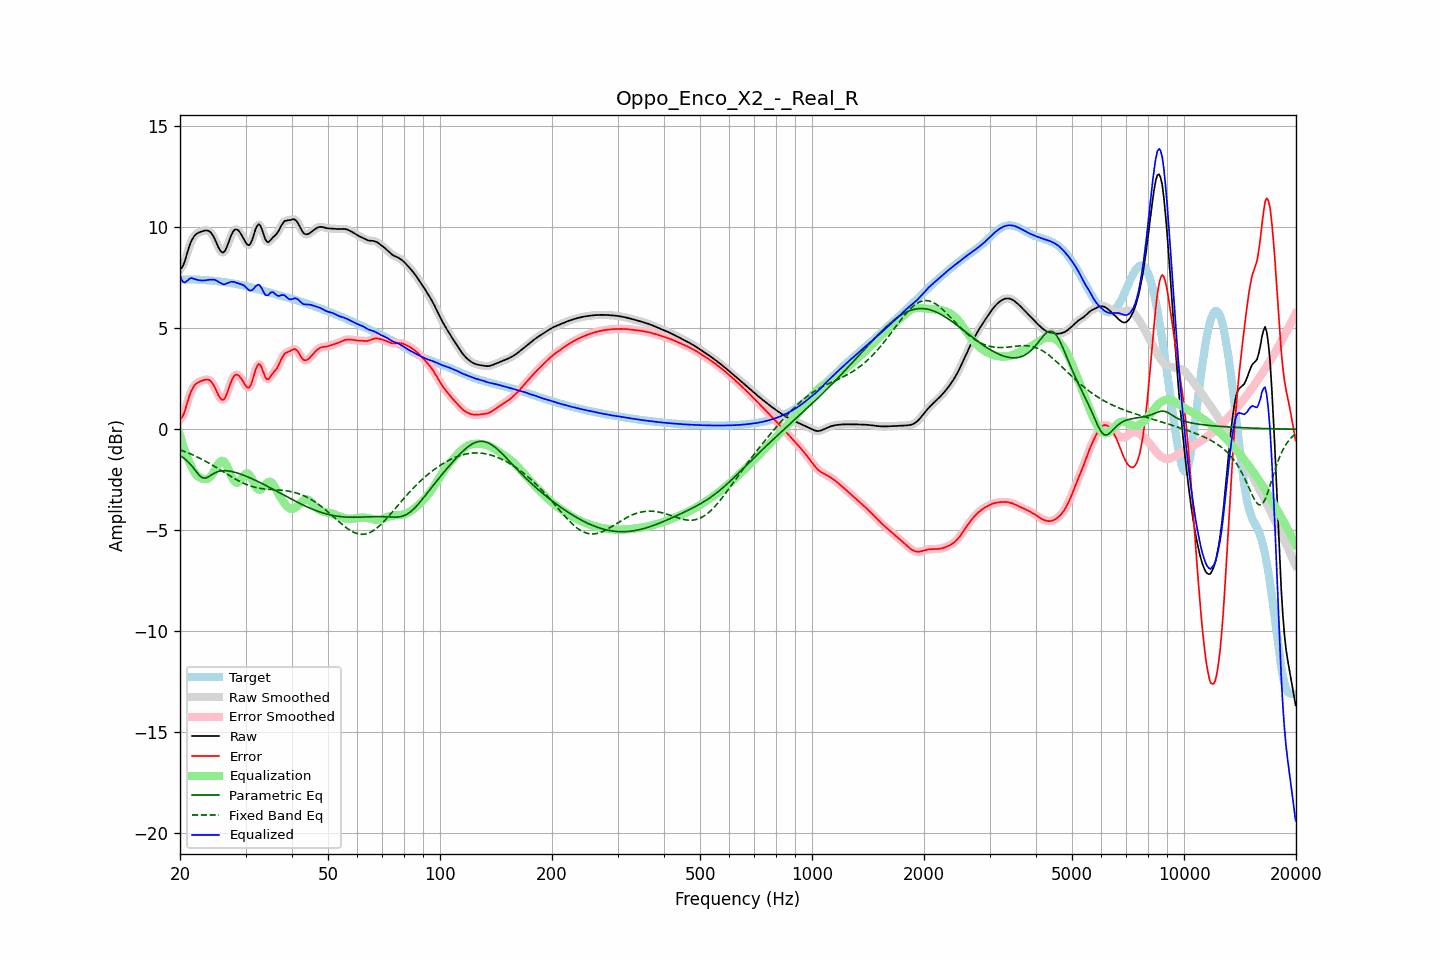 Oppo_Enco_X2_-_Real_R
15
10
5
0
−5
−10
−15
−20
Amplitude (dBr)
Target
Raw Smoothed
Error Smoothed
Raw
Error
Equalization
Parametric Eq
Fixed Band Eq
Equalized
20 50 100 200 500 1000 2000 5000 10000 20000
Frequency (Hz)